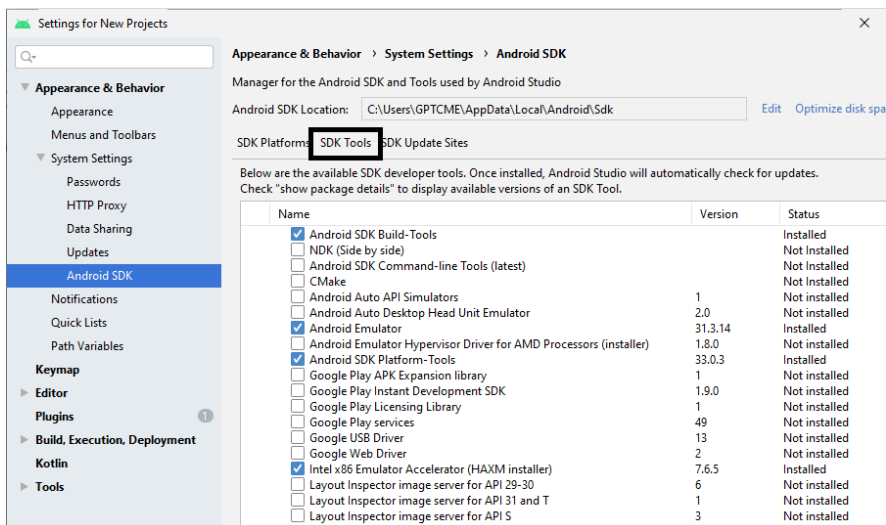 Settings for New Projects
Appearance & Behavior
Appearance
Menus and Toolbars
System Settings
Passwords
HTTP Proxy
Data Sharing
Updates
Android SDK
Notifications
Quick Lists
Path Variables
Keymap
Editor
Plugins 1
Build, Execution, Deployment
Kotlin
Tools
Appearance & Behavior > System Settings > Android SDK
Manager for the Android SDK and Tools used by Android Studio
Android SDK Location: C:\Users\GPTCME\AppData\Local\Android\Sdk Edit Optimize disk spa
SDK Platforms SDK Tools SDK Update Sites
Below are the available SDK developer tools. Once installed, Android Studio will automatically check for updates.
Check "show package details" to display available versions of an SDK Tool.
Name Version Status
Android SDK Build-Tools Installed
NDK (Side by side) Not Installed
Android SDK Command-line Tools (latest) Not Installed
CMake Not Installed
Android Auto API Simulators 1 Not installed
Android Auto Desktop Head Unit Emulator 2.0 Not installed
Android Emulator 31.3.14 Installed
Android Emulator Hypervisor Driver for AMD Processors (installer) 1.8.0 Not installed
Android SDK Platform-Tools 33.0.3 Installed
Google Play APK Expansion library 1 Not installed
Google Play Instant Development SDK 1.9.0 Not installed
Google Play Licensing Library 1 Not installed
Google Play services 49 Not installed
Google USB Driver 13 Not installed
Google Web Driver 2 Not installed
Intel x86 Emulator Accelerator (HAXM installer) 7.6.5 Installed
Layout Inspector image server for API 29-30 6 Not installed
Layout Inspector image server for API 31 and T 1 Not installed
Layout Inspector image server for API S 3 Not installed